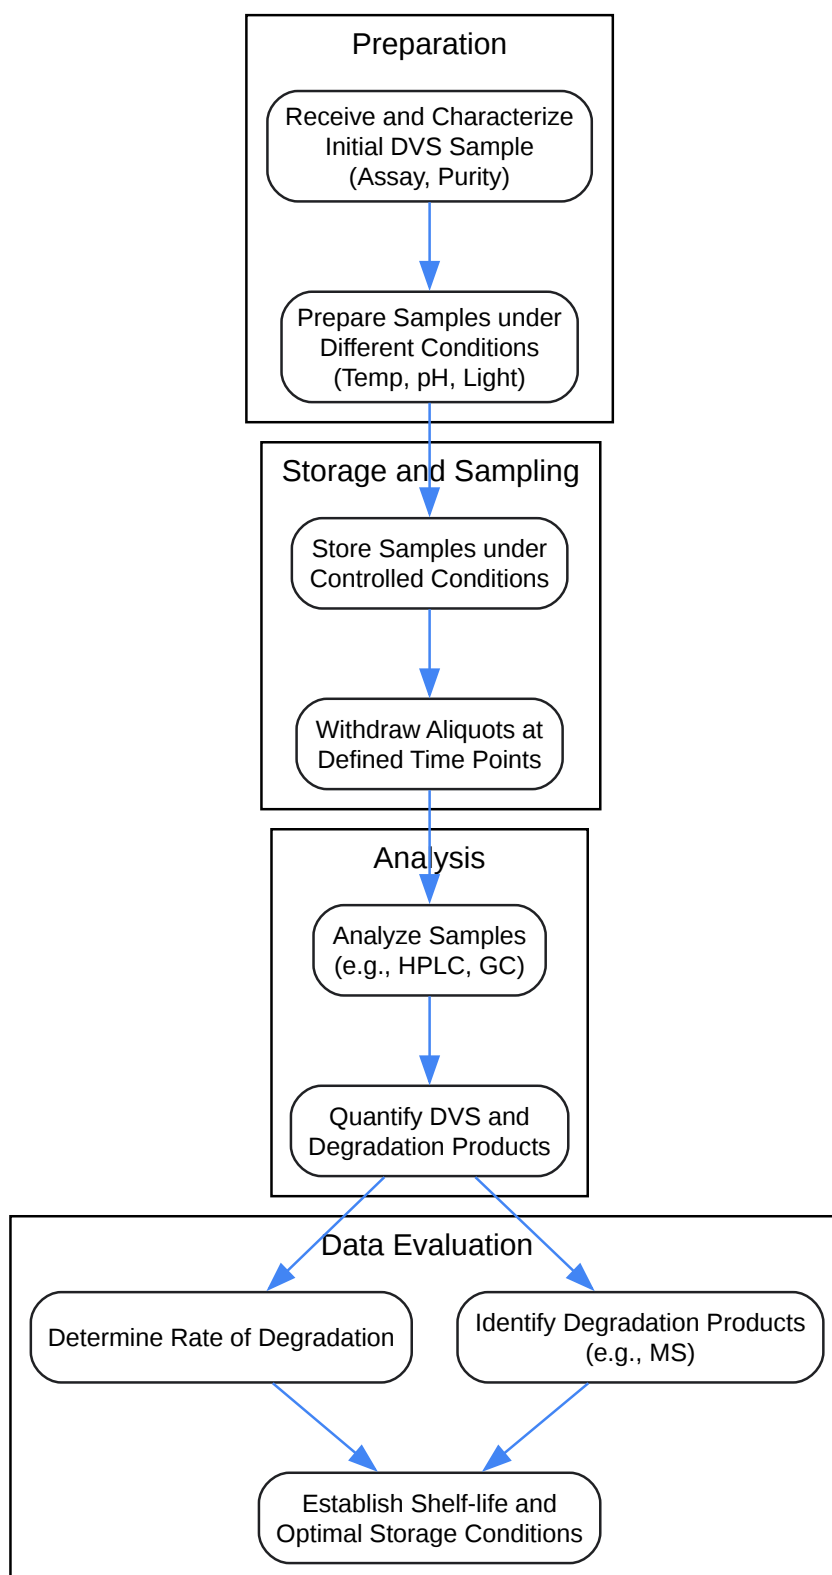 Preparation
Receive and Characterize
Initial DVS Sample
(Assay, Purity)
Prepare Samples under
Different Conditions
(Temp, pH, Light)
Storage and Sampling
Store Samples under
Controlled Conditions
Withdraw Aliquots at
Defined Time Points
Analysis
Analyze Samples
(e.g., HPLC, GC)
Quantify DVS and
Degradation Products
Data Evaluation
Determine Rate of Degradation
Identify Degradation Products
(e.g., MS)
Establish Shelf-life and
Optimal Storage Conditions